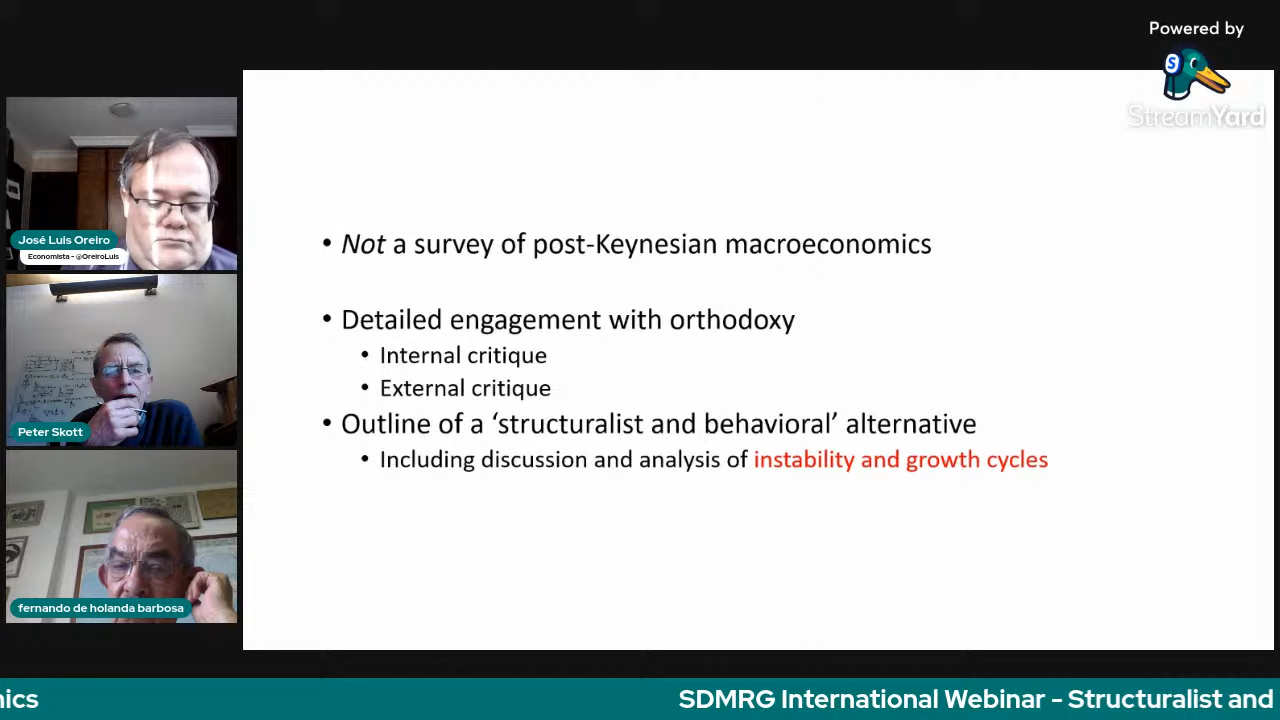 Powered by
StreamYard
José Luis Oreiro
Economista - @OreiroLuis
Peter Skott
fernando de holanda barbosa
• Not a survey of post-Keynesian macroeconomics
• Detailed engagement with orthodoxy
• Internal critique
• External critique
• Outline of a ‘structuralist and behavioral’ alternative
• Including discussion and analysis of instability and growth cycles
nics
SDMRG International Webinar - Structuralist and